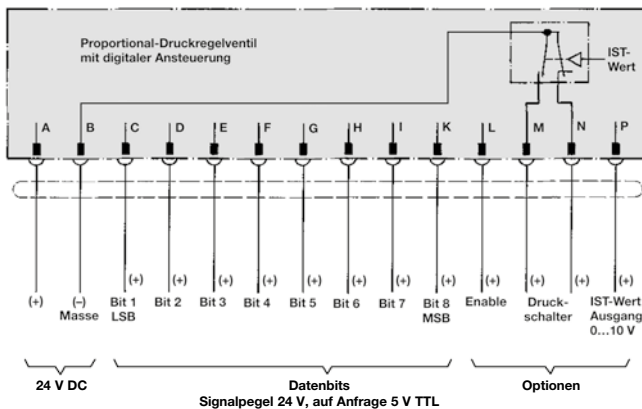 Proportional-Druckregelventil
mit digitaler Ansteuerung
IST-
Wert
A B C D E F G H I K L M N P
(+) (–) (+) (+) (+) (+) (+) (+) (+) (+) (+) (+) (+) (+)
Masse
Bit 1
LSB
Bit 2
Bit 3
Bit 4
Bit 5
Bit 6
Bit 7
Bit 8
MSB
Enable
Druck-
schalter
IST-Wert
Ausgang
0...10 V
24 V DC
Datenbits
Signalpegel 24 V, auf Anfrage 5 V TTL
Optionen